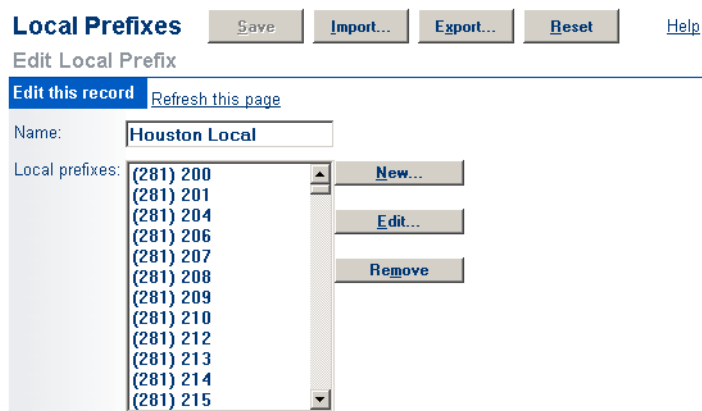 Local Prefixes Save Import... Export... Reset Help
Edit Local Prefix
Edit this record Refresh this page
Name: Houston Local
Local prefixes: (281) 200 New...
(281) 201
(281) 204 Edit...
(281) 206
(281) 207
(281) 208 Remove
(281) 209
(281) 210
(281) 212
(281) 213
(281) 214
(281) 215